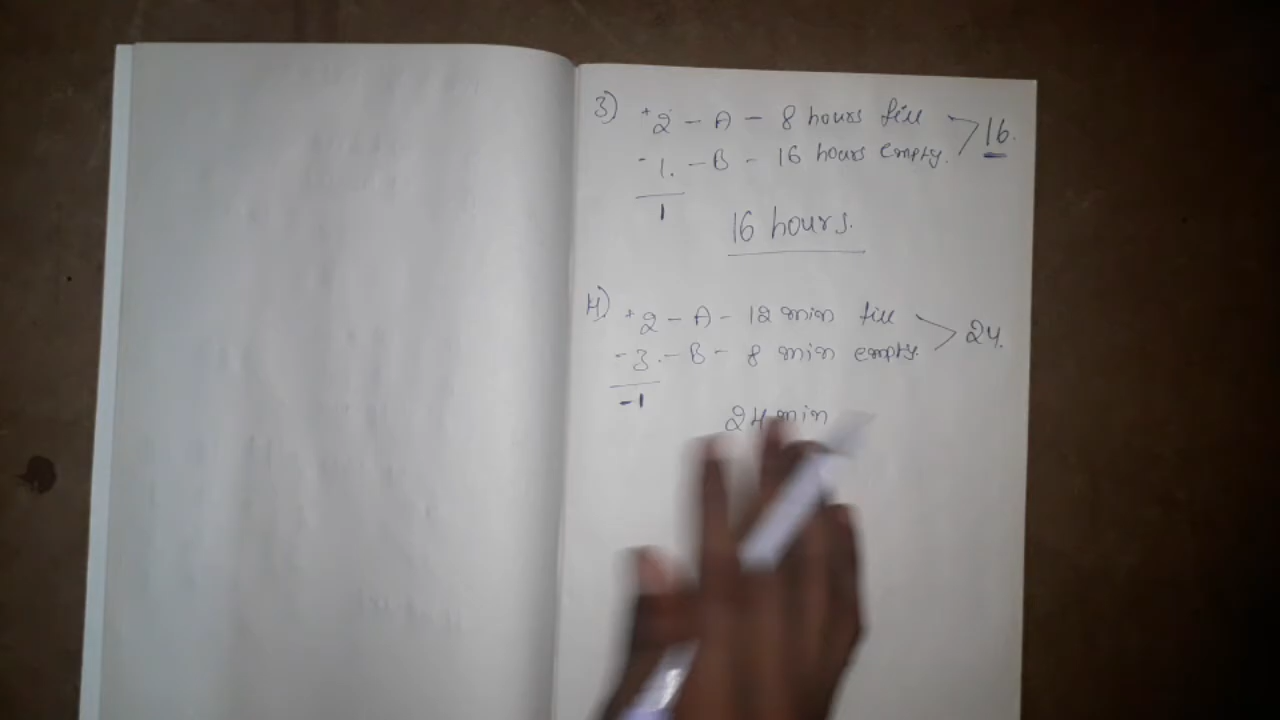 3) +2 - A - 8 hours fill > 16.
-1. - B - 16 hours empty.
1
16 hours.
4) +2 - A - 12 min fill > 24.
-3. - B - 8 min empty.
-1
24 min